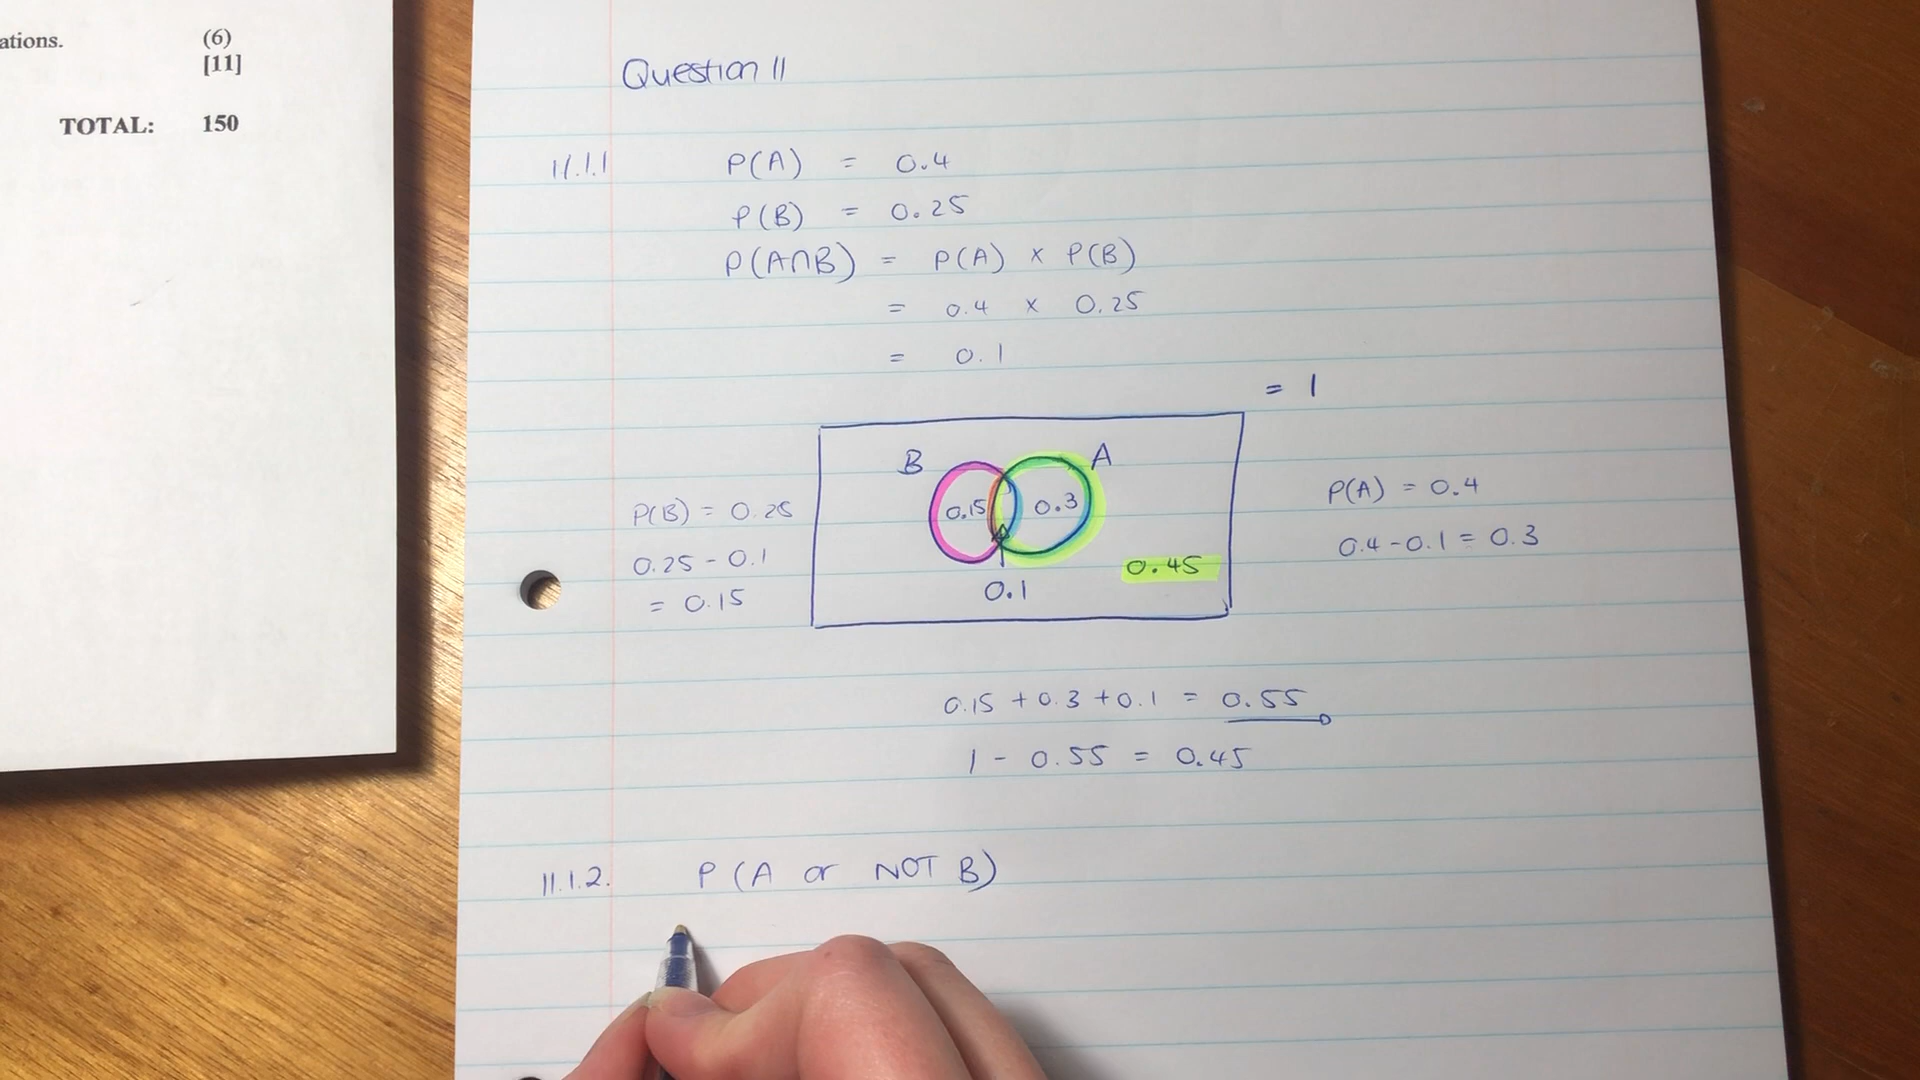 ations. (6)
[11]
TOTAL: 150
Question 11
11.1.1 P(A) = 0.4
P(B) = 0.25
P(A∩B) = P(A) x P(B)
= 0.4 x 0.25
= 0.1
= 1
B A
0.15 0.3
0.45
0.1
P(B) = 0.25
0.25 - 0.1
= 0.15
P(A) = 0.4
0.4 - 0.1 = 0.3
0.15 + 0.3 + 0.1 = 0.55
1 - 0.55 = 0.45
11.1.2. P (A or NOT B)